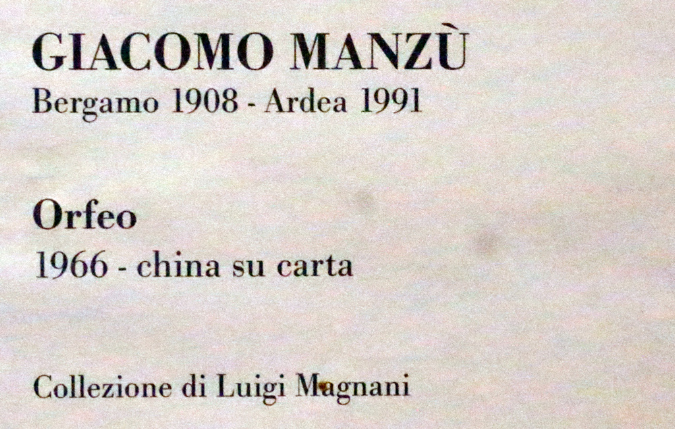 GIACOMO MANZÙ
Bergamo 1908 - Ardea 1991
Orfeo
1966 - china su carta
Collezione di Luigi Magnani